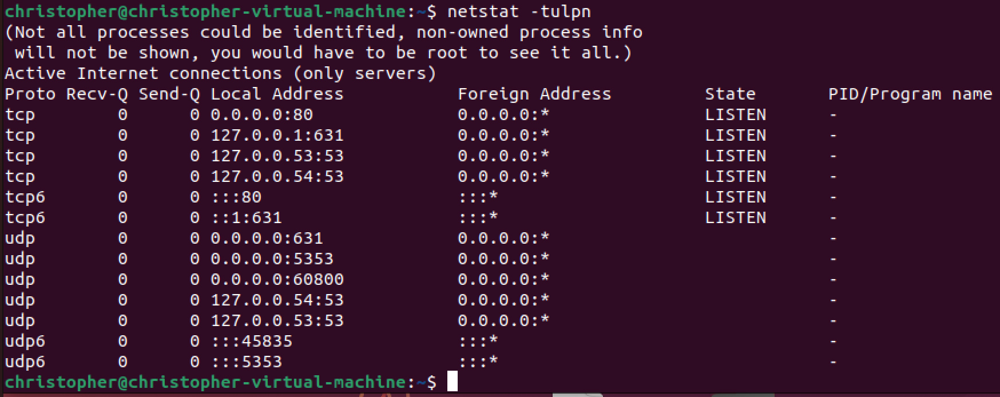 christopher@christopher-virtual-machine:~$ netstat -tulpn
(Not all processes could be identified, non-owned process info
 will not be shown, you would have to be root to see it all.)
Active Internet connections (only servers)
Proto Recv-Q Send-Q Local Address           Foreign Address         State       PID/Program name
tcp        0      0 0.0.0.0:80              0.0.0.0:*               LISTEN      -
tcp        0      0 127.0.0.1:631           0.0.0.0:*               LISTEN      -
tcp        0      0 127.0.0.53:53           0.0.0.0:*               LISTEN      -
tcp        0      0 127.0.0.54:53           0.0.0.0:*               LISTEN      -
tcp6       0      0 :::80                   :::*                    LISTEN      -
tcp6       0      0 ::1:631                 :::*                    LISTEN      -
udp        0      0 0.0.0.0:631             0.0.0.0:*                           -
udp        0      0 0.0.0.0:5353            0.0.0.0:*                           -
udp        0      0 0.0.0.0:60800           0.0.0.0:*                           -
udp        0      0 127.0.0.54:53           0.0.0.0:*                           -
udp        0      0 127.0.0.53:53           0.0.0.0:*                           -
udp6       0      0 :::45835                :::*                                -
udp6       0      0 :::5353                 :::*                                -
christopher@christopher-virtual-machine:~$